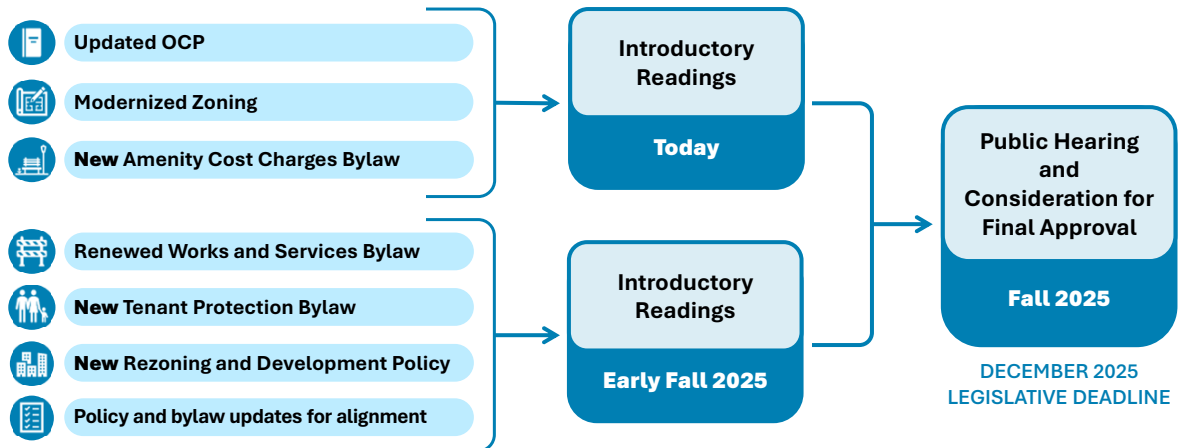 Updated OCP
Modernized Zoning
New Amenity Cost Charges Bylaw
Introductory
Readings
Today
Renewed Works and Services Bylaw
New Tenant Protection Bylaw
New Rezoning and Development Policy
Policy and bylaw updates for alignment
Introductory
Readings
Early Fall 2025
Public Hearing
and
Consideration for
Final Approval
Fall 2025
DECEMBER 2025
LEGISLATIVE DEADLINE